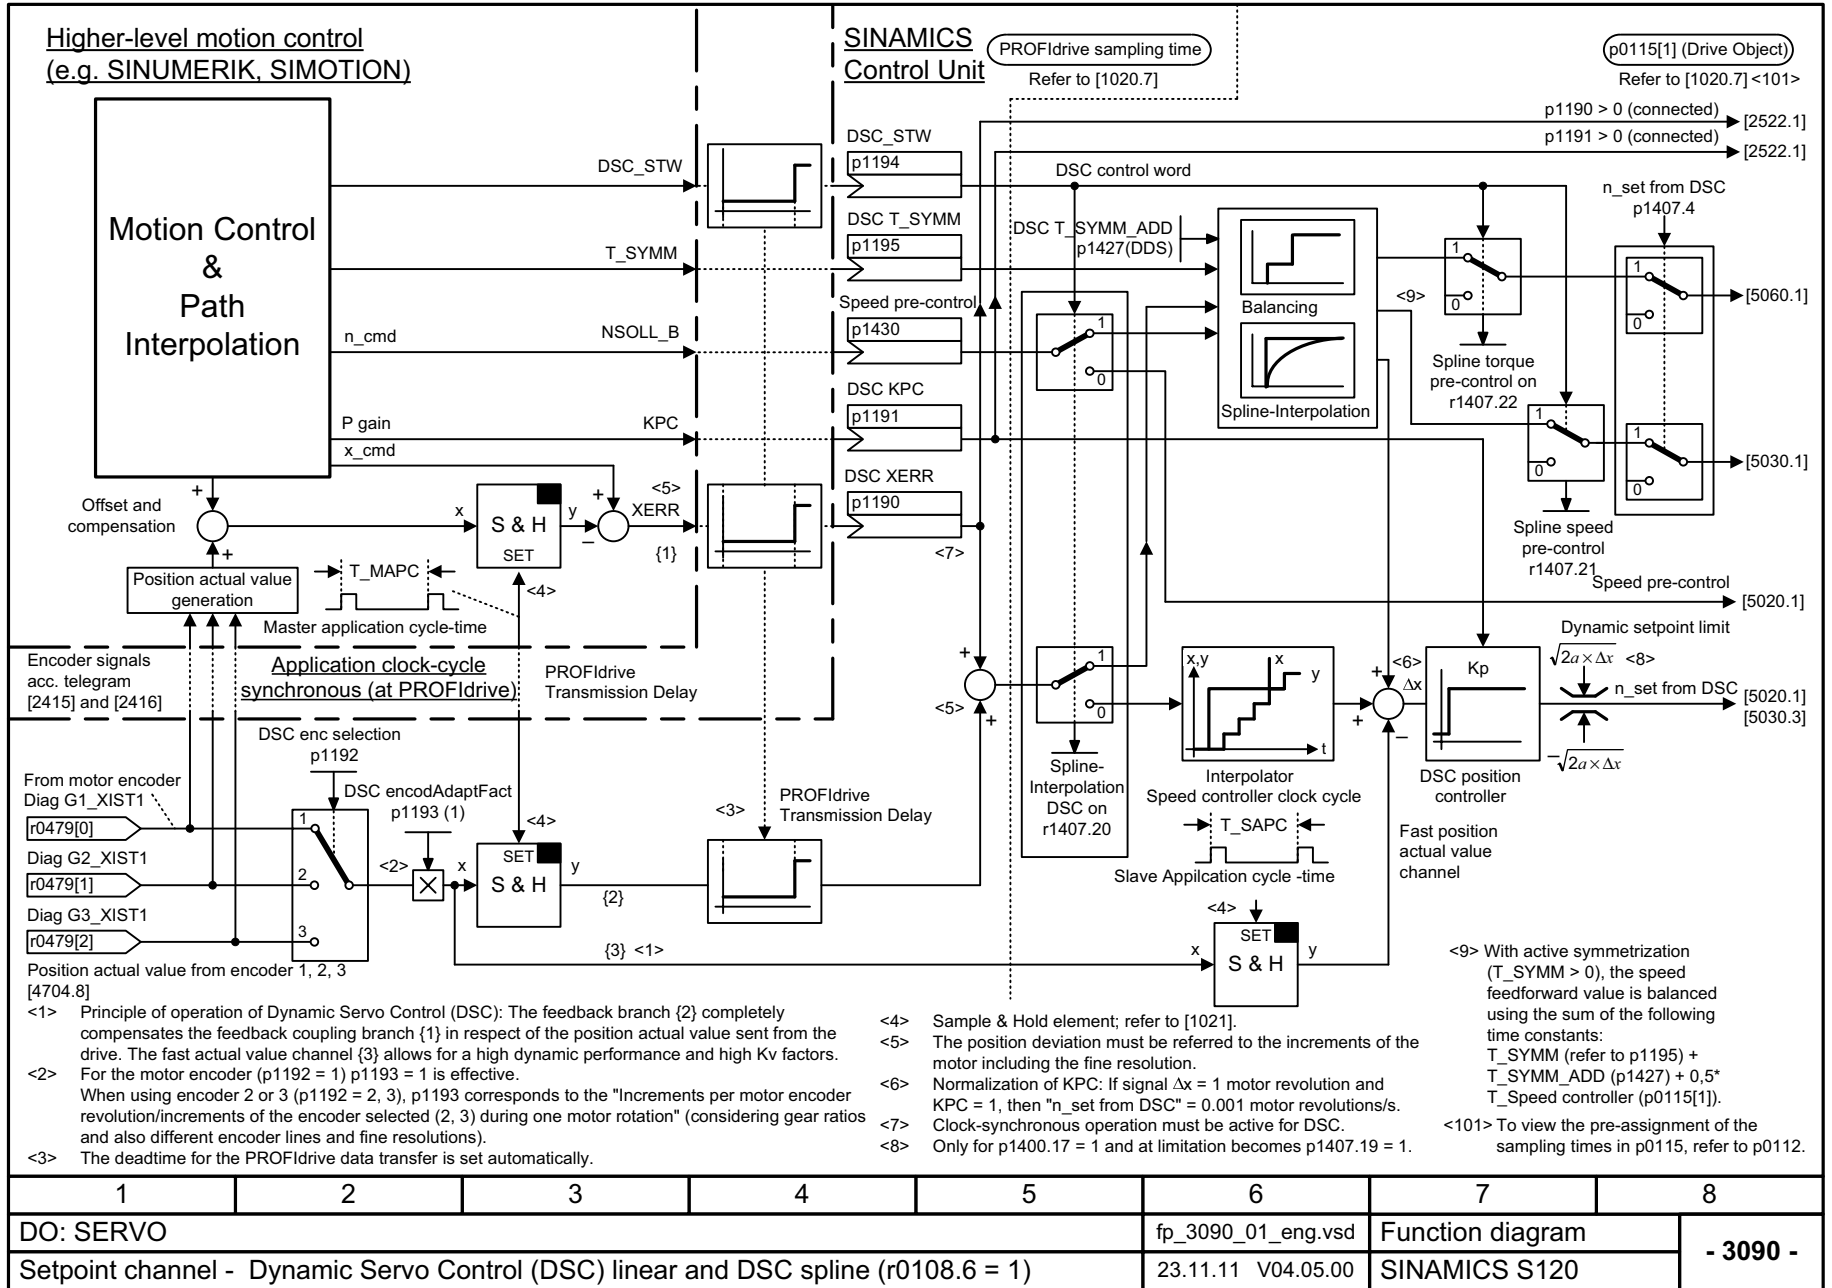 Higher-level motion control
(e.g. SINUMERIK, SIMOTION)
SINAMICS
Control Unit
PROFIdrive sampling time
Refer to [1020.7]
p0115[1] (Drive Object)
Refer to [1020.7] <101>
p1190 > 0 (connected)
[2522.1]
p1191 > 0 (connected)
[2522.1]
Motion Control
&
Path
Interpolation
DSC_STW
DSC_STW
p1194
DSC control word
n_set from DSC
p1407.4
T_SYMM
DSC T_SYMM
p1195
DSC T_SYMM_ADD
p1427(DDS)
Balancing
Spline-Interpolation
<9>
1
0
1
0
[5060.1]
Spline torque
pre-control on
r1407.22
n_cmd
NSOLL_B
Speed pre-control
p1430
1
0
P gain
KPC
DSC KPC
p1191
x_cmd
1
0
1
0
[5030.1]
Spline speed
pre-control
r1407.21
Offset and
compensation
+
+
x
S & H
SET
y
+
–
<5>
XERR
{1}
DSC XERR
p1190
<7>
Position actual value
generation
T_MAPC
<4>
Master application cycle-time
Speed pre-control
[5020.1]
Encoder signals
acc. telegram
[2415] and [2416]
Application clock-cycle
synchronous (at PROFIdrive)
PROFIdrive
Transmission Delay
+
<5>
+
1
0
Spline-
Interpolation
DSC on
r1407.20
x,y
x
y
t
Interpolator
Speed controller clock cycle
T_SAPC
Slave Appilcation cycle -time
+
<6>
Δx
+
–
Kp
DSC position
controller
Dynamic setpoint limit
√2a × Δx
<8>
n_set from DSC
[5020.1]
[5030.3]
–√2a × Δx
Fast position
actual value
channel
DSC enc selection
p1192
From motor encoder
Diag G1_XIST1
r0479[0]
Diag G2_XIST1
r0479[1]
Diag G3_XIST1
r0479[2]
1
2
3
Position actual value from encoder 1, 2, 3
[4704.8]
DSC encodAdaptFact
p1193 (1)
<2>
x
<4>
SET
S & H
y
{2}
<3>
PROFIdrive
Transmission Delay
{3} <1>
<4>
x
SET
S & H
y
<1> Principle of operation of Dynamic Servo Control (DSC): The feedback branch {2} completely
compensates the feedback coupling branch {1} in respect of the position actual value sent from the
drive. The fast actual value channel {3} allows for a high dynamic performance and high Kv factors.
<2> For the motor encoder (p1192 = 1) p1193 = 1 is effective.
When using encoder 2 or 3 (p1192 = 2, 3), p1193 corresponds to the "Increments per motor encoder
revolution/increments of the encoder selected (2, 3) during one motor rotation" (considering gear ratios
and also different encoder lines and fine resolutions).
<3> The deadtime for the PROFIdrive data transfer is set automatically.
<4> Sample & Hold element; refer to [1021].
<5> The position deviation must be referred to the increments of the
motor including the fine resolution.
<6> Normalization of KPC: If signal Δx = 1 motor revolution and
KPC = 1, then "n_set from DSC" = 0.001 motor revolutions/s.
<7> Clock-synchronous operation must be active for DSC.
<8> Only for p1400.17 = 1 and at limitation becomes p1407.19 = 1.
<9> With active symmetrization
(T_SYMM > 0), the speed
feedforward value is balanced
using the sum of the following
time constants:
T_SYMM (refer to p1195) +
T_SYMM_ADD (p1427) + 0,5*
T_Speed controller (p0115[1]).
<101> To view the pre-assignment of the
sampling times in p0115, refer to p0112.
1 2 3 4 5 6 7 8
DO: SERVO
fp_3090_01_eng.vsd
Function diagram
- 3090 -
Setpoint channel - Dynamic Servo Control (DSC) linear and DSC spline (r0108.6 = 1)
23.11.11 V04.05.00
SINAMICS S120